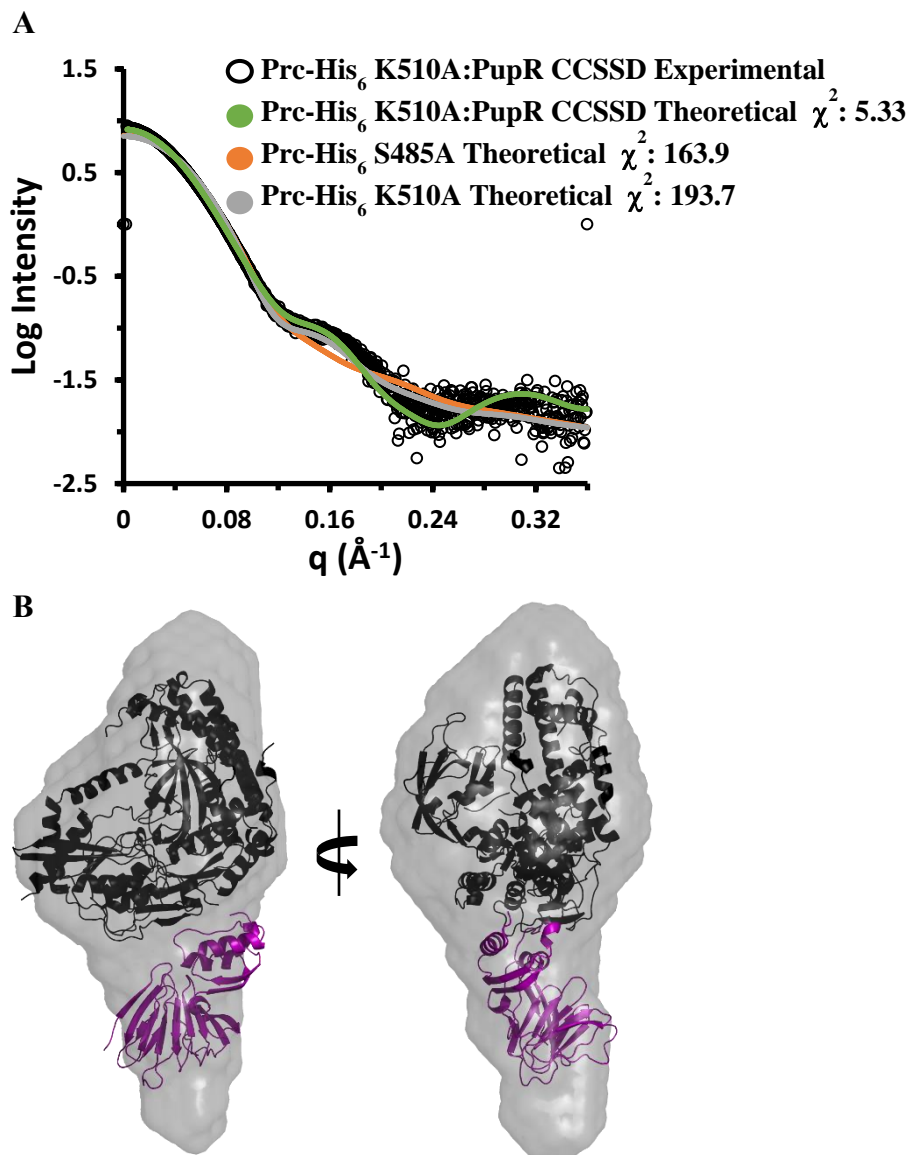 A
1.5
0.5
-0.5
-1.5
-2.5
Log Intensity
Prc-His₆ K510A:PupR CCSSD Experimental
Prc-His₆ K510A:PupR CCSSD Theoretical χ²: 5.33
Prc-His₆ S485A Theoretical χ²: 163.9
Prc-His₆ K510A Theoretical χ²: 193.7
0 0.08 0.16 0.24 0.32
q (Å⁻¹)
B